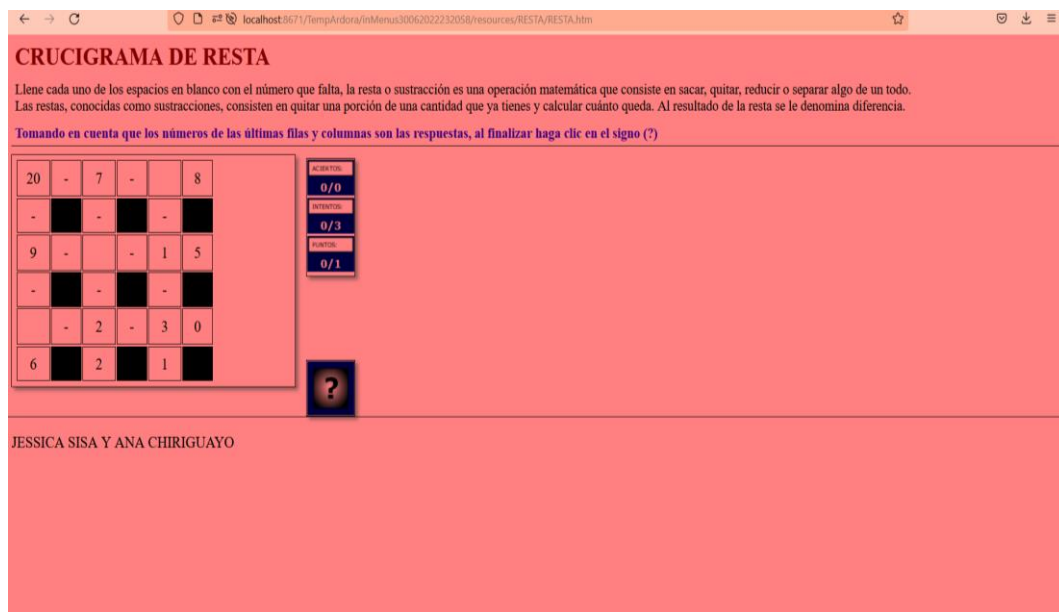 localhost:8671/TempArdora/inMenus30062022232058/resources/RESTA/RESTA.htm
CRUCIGRAMA DE RESTA
Llene cada uno de los espacios en blanco con el número que falta, la resta o sustracción es una operación matemática que consiste en sacar, quitar, reducir o separar algo de un todo.
Las restas, conocidas como sustracciones, consisten en quitar una porción de una cantidad que ya tienes y calcular cuánto queda. Al resultado de la resta se le denomina diferencia.
Tomando en cuenta que los números de las últimas filas y columnas son las respuestas, al finalizar haga clic en el signo (?)
20 - 7 - 8
- - -
9 - - 1 5
- - -
- 2 - 3 0
6 2 1
ACIERTOS:
0/0
INTENTOS:
0/3
PUNTOS:
0/1
?
JESSICA SISA Y ANA CHIRIGUAYO